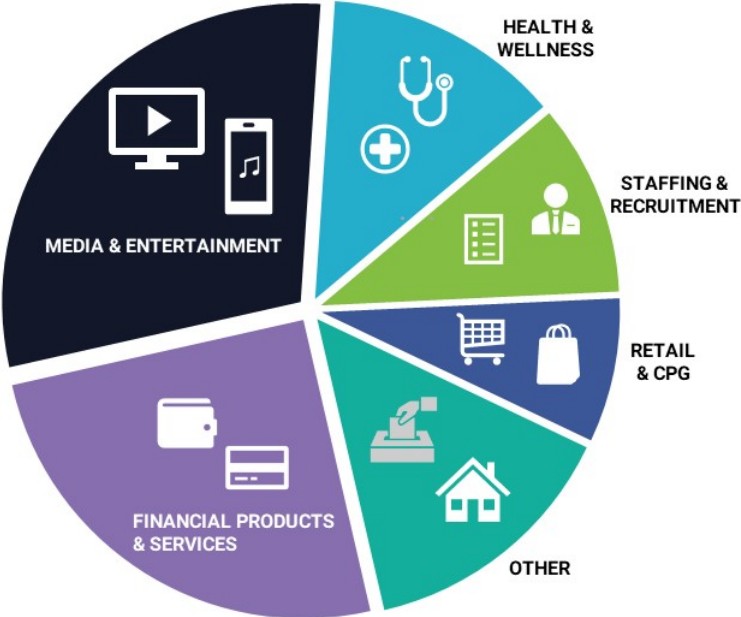 HEALTH &
WELLNESS
STAFFING &
RECRUITMENT
MEDIA & ENTERTAINMENT
RETAIL
& CPG
FINANCIAL PRODUCTS
& SERVICES
OTHER